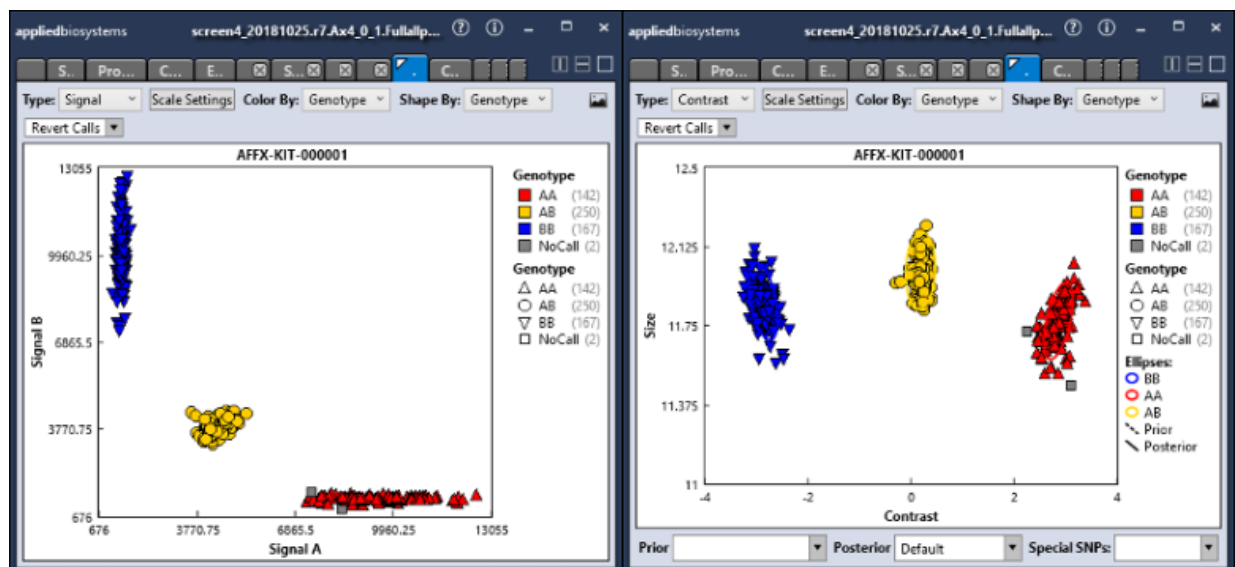 appliedbiosystems screen4_20181025.r7.Ax4_0_1.Fullallp...
S.. Pro... C... E.. S... . C..
Type: Signal Scale Settings Color By: Genotype Shape By: Genotype
Revert Calls
AFFX-KIT-000001
13055
9960.25
6865.5
3770.75
676
Signal B
676 3770.75 6865.5 9960.25 13055
Signal A
Genotype
AA (142)
AB (250)
BB (167)
NoCall (2)
Genotype
AA (142)
AB (250)
BB (167)
NoCall (2)
appliedbiosystems screen4_20181025.r7.Ax4_0_1.Fullallp...
S.. Pro... C... E.. S... . C..
Type: Contrast Scale Settings Color By: Genotype Shape By: Genotype
Revert Calls
AFFX-KIT-000001
12.5
12.125
11.75
11.375
11
Size
-4 -2 0 2 4
Contrast
Genotype
AA (142)
AB (250)
BB (167)
NoCall (2)
Genotype
AA (142)
AB (250)
BB (167)
NoCall (2)
Ellipses:
BB
AA
AB
Prior
Posterior
Prior Posterior Default Special SNPs: